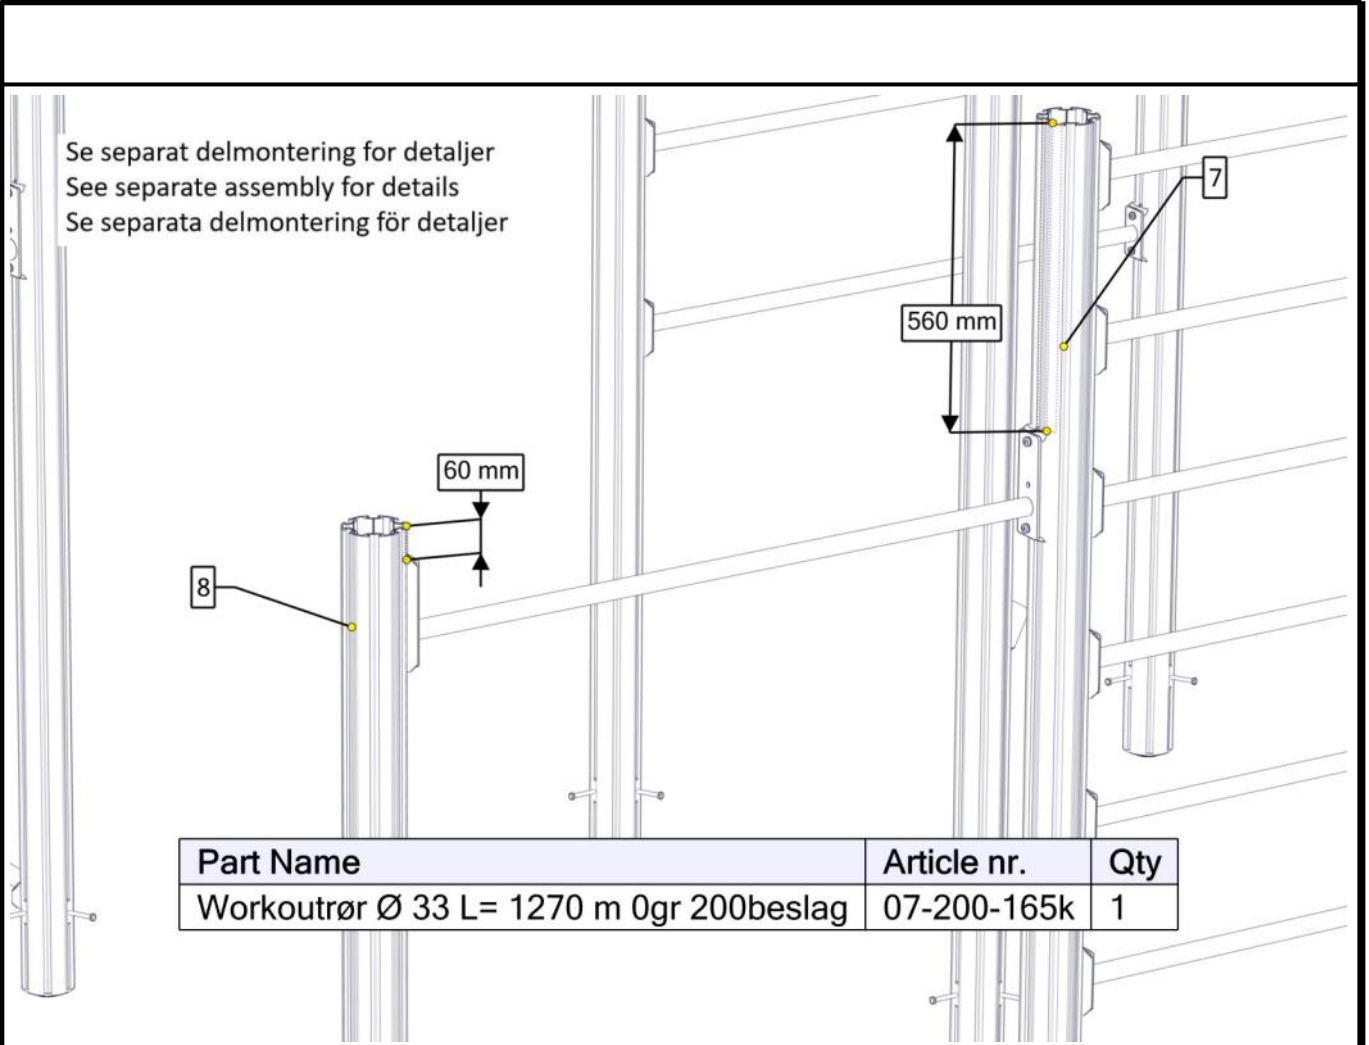 Se separat delmontering for detaljer
See separate assembly for details
Se separata delmontering för detaljer
7
560 mm
60 mm
8
Part Name Article nr. Qty
Workoutrør Ø 33 L= 1270 m 0gr 200beslag 07-200-165k 1